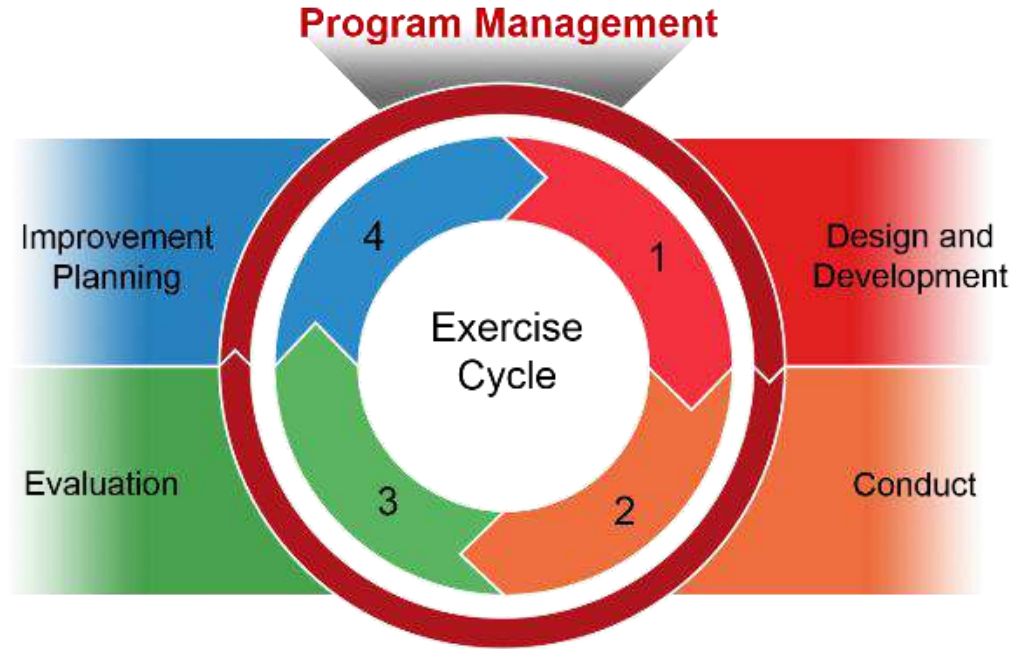 Program Management
Improvement
Planning
4
1
Design and
Development
Exercise
Cycle
Evaluation
3
2
Conduct